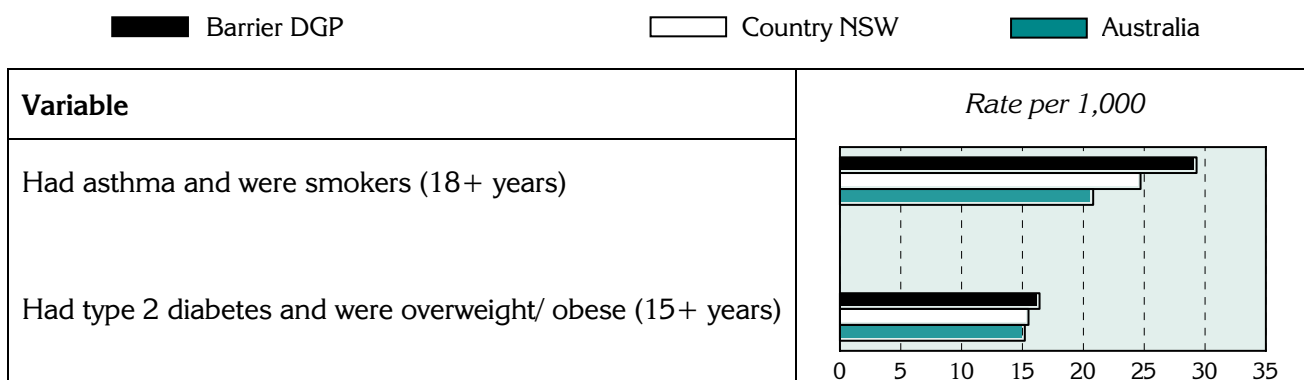 Barrier DGP Country NSW Australia
Variable Rate per 1,000
Had asthma and were smokers (18+ years)
Had type 2 diabetes and were overweight/ obese (15+ years)
0 5 10 15 20 25 30 35